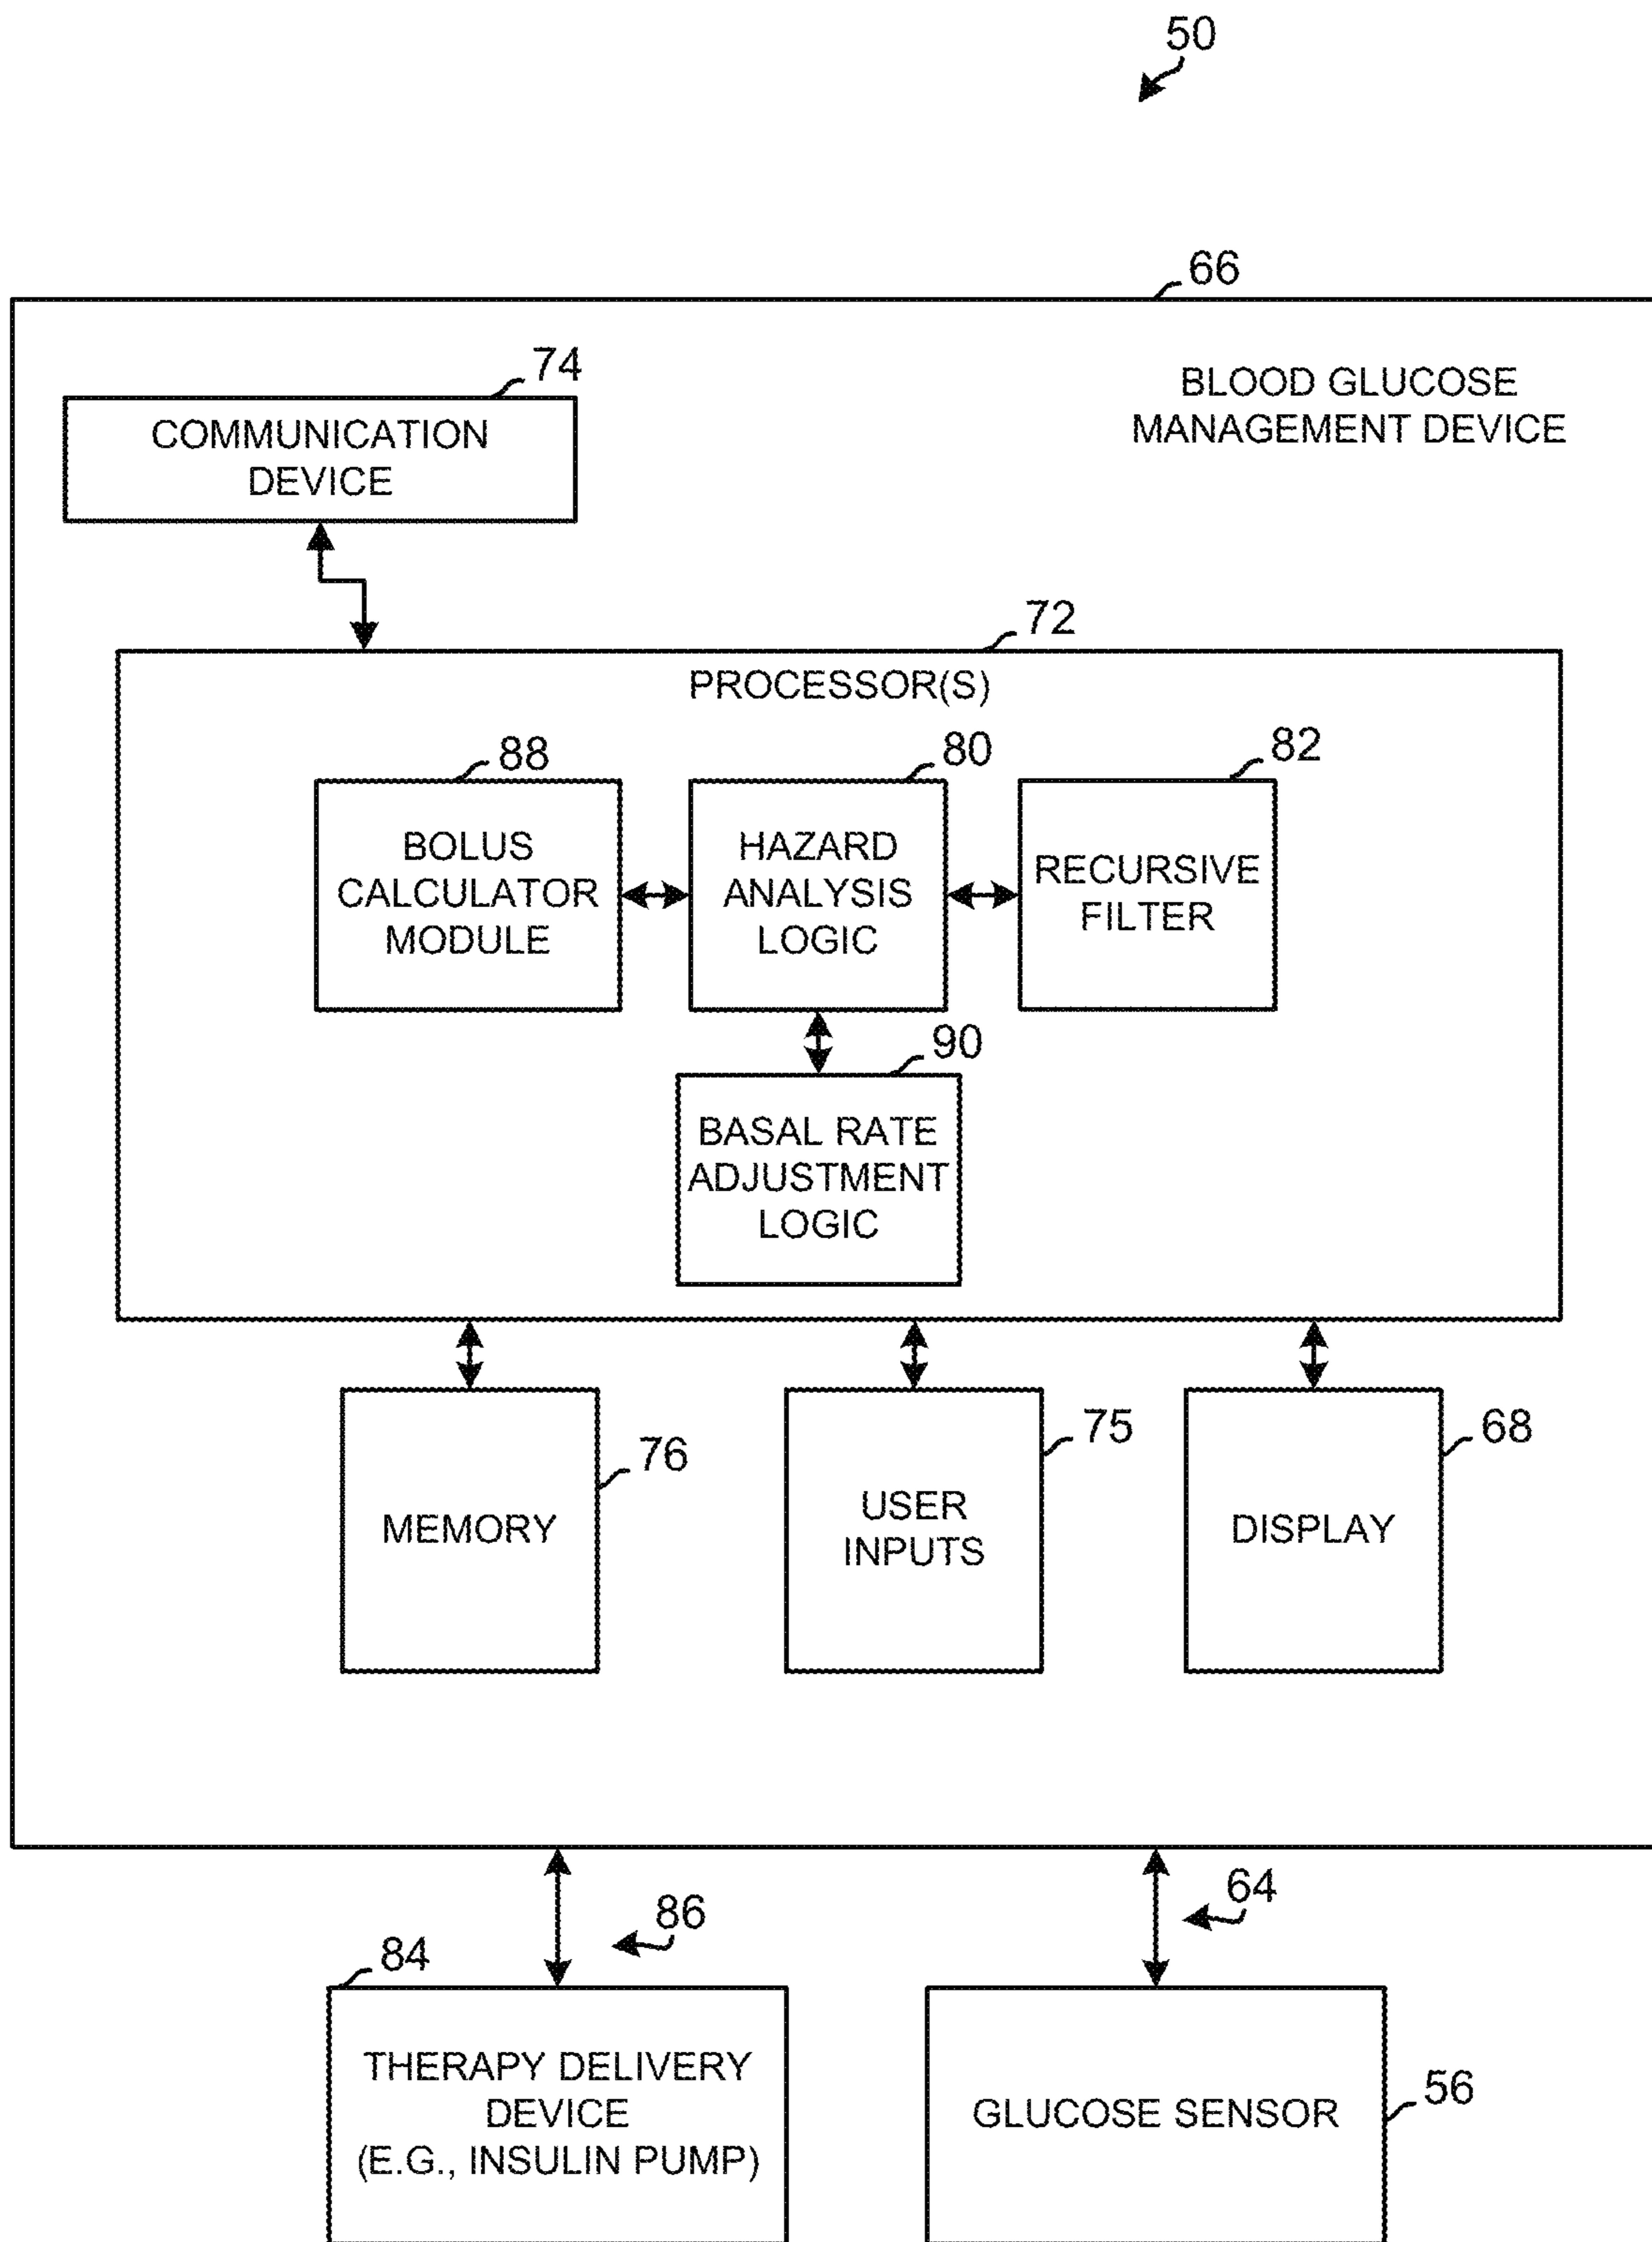 50
66
74
COMMUNICATION
DEVICE
BLOOD GLUCOSE
MANAGEMENT DEVICE
72
PROCESSOR(S)
88
80
82
BOLUS
CALCULATOR
MODULE
HAZARD
ANALYSIS
LOGIC
RECURSIVE
FILTER
90
BASAL RATE
ADJUSTMENT
LOGIC
76
MEMORY
75
USER
INPUTS
68
DISPLAY
86
64
84
THERAPY DELIVERY
DEVICE
(E.G., INSULIN PUMP)
GLUCOSE SENSOR
56